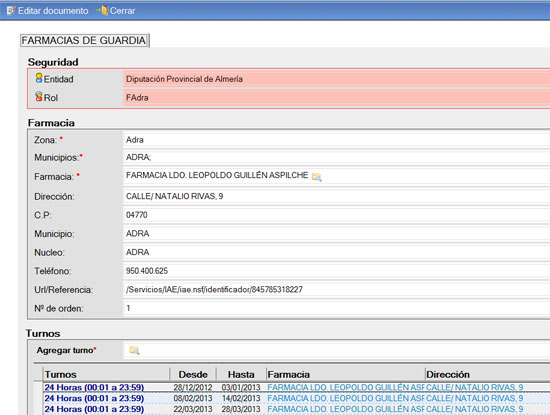 Editar documento Cerrar
FARMACIAS DE GUARDIA
Seguridad
Entidad Diputación Provincial de Almería
Rol FAdra
Farmacia
Zona: * Adra
Municipios:* ADRA;
Farmacia: * FARMACIA LDO. LEOPOLDO GUILLÉN ASPILCHE
Dirección: CALLE/ NATALIO RIVAS, 9
C.P: 04770
Municipio: ADRA
Nucleo: ADRA
Teléfono: 950.400.625
Url/Referencia: /Servicios/IAE/iae.nsf/identificador/845785318227
Nº de orden: 1
Turnos
Agregar turno*
Turnos Desde Hasta Farmacia Dirección
24 Horas (00:01 a 23:59) 28/12/2012 03/01/2013 FARMACIA LDO. LEOPOLDO GUILLÉN ASP CALLE/ NATALIO RIVAS, 9
24 Horas (00:01 a 23:59) 08/02/2013 14/02/2013 FARMACIA LDO. LEOPOLDO GUILLÉN ASP CALLE/ NATALIO RIVAS, 9
24 Horas (00:01 a 23:59) 22/03/2013 28/03/2013 FARMACIA LDO. LEOPOLDO GUILLÉN ASP CALLE/ NATALIO RIVAS, 9